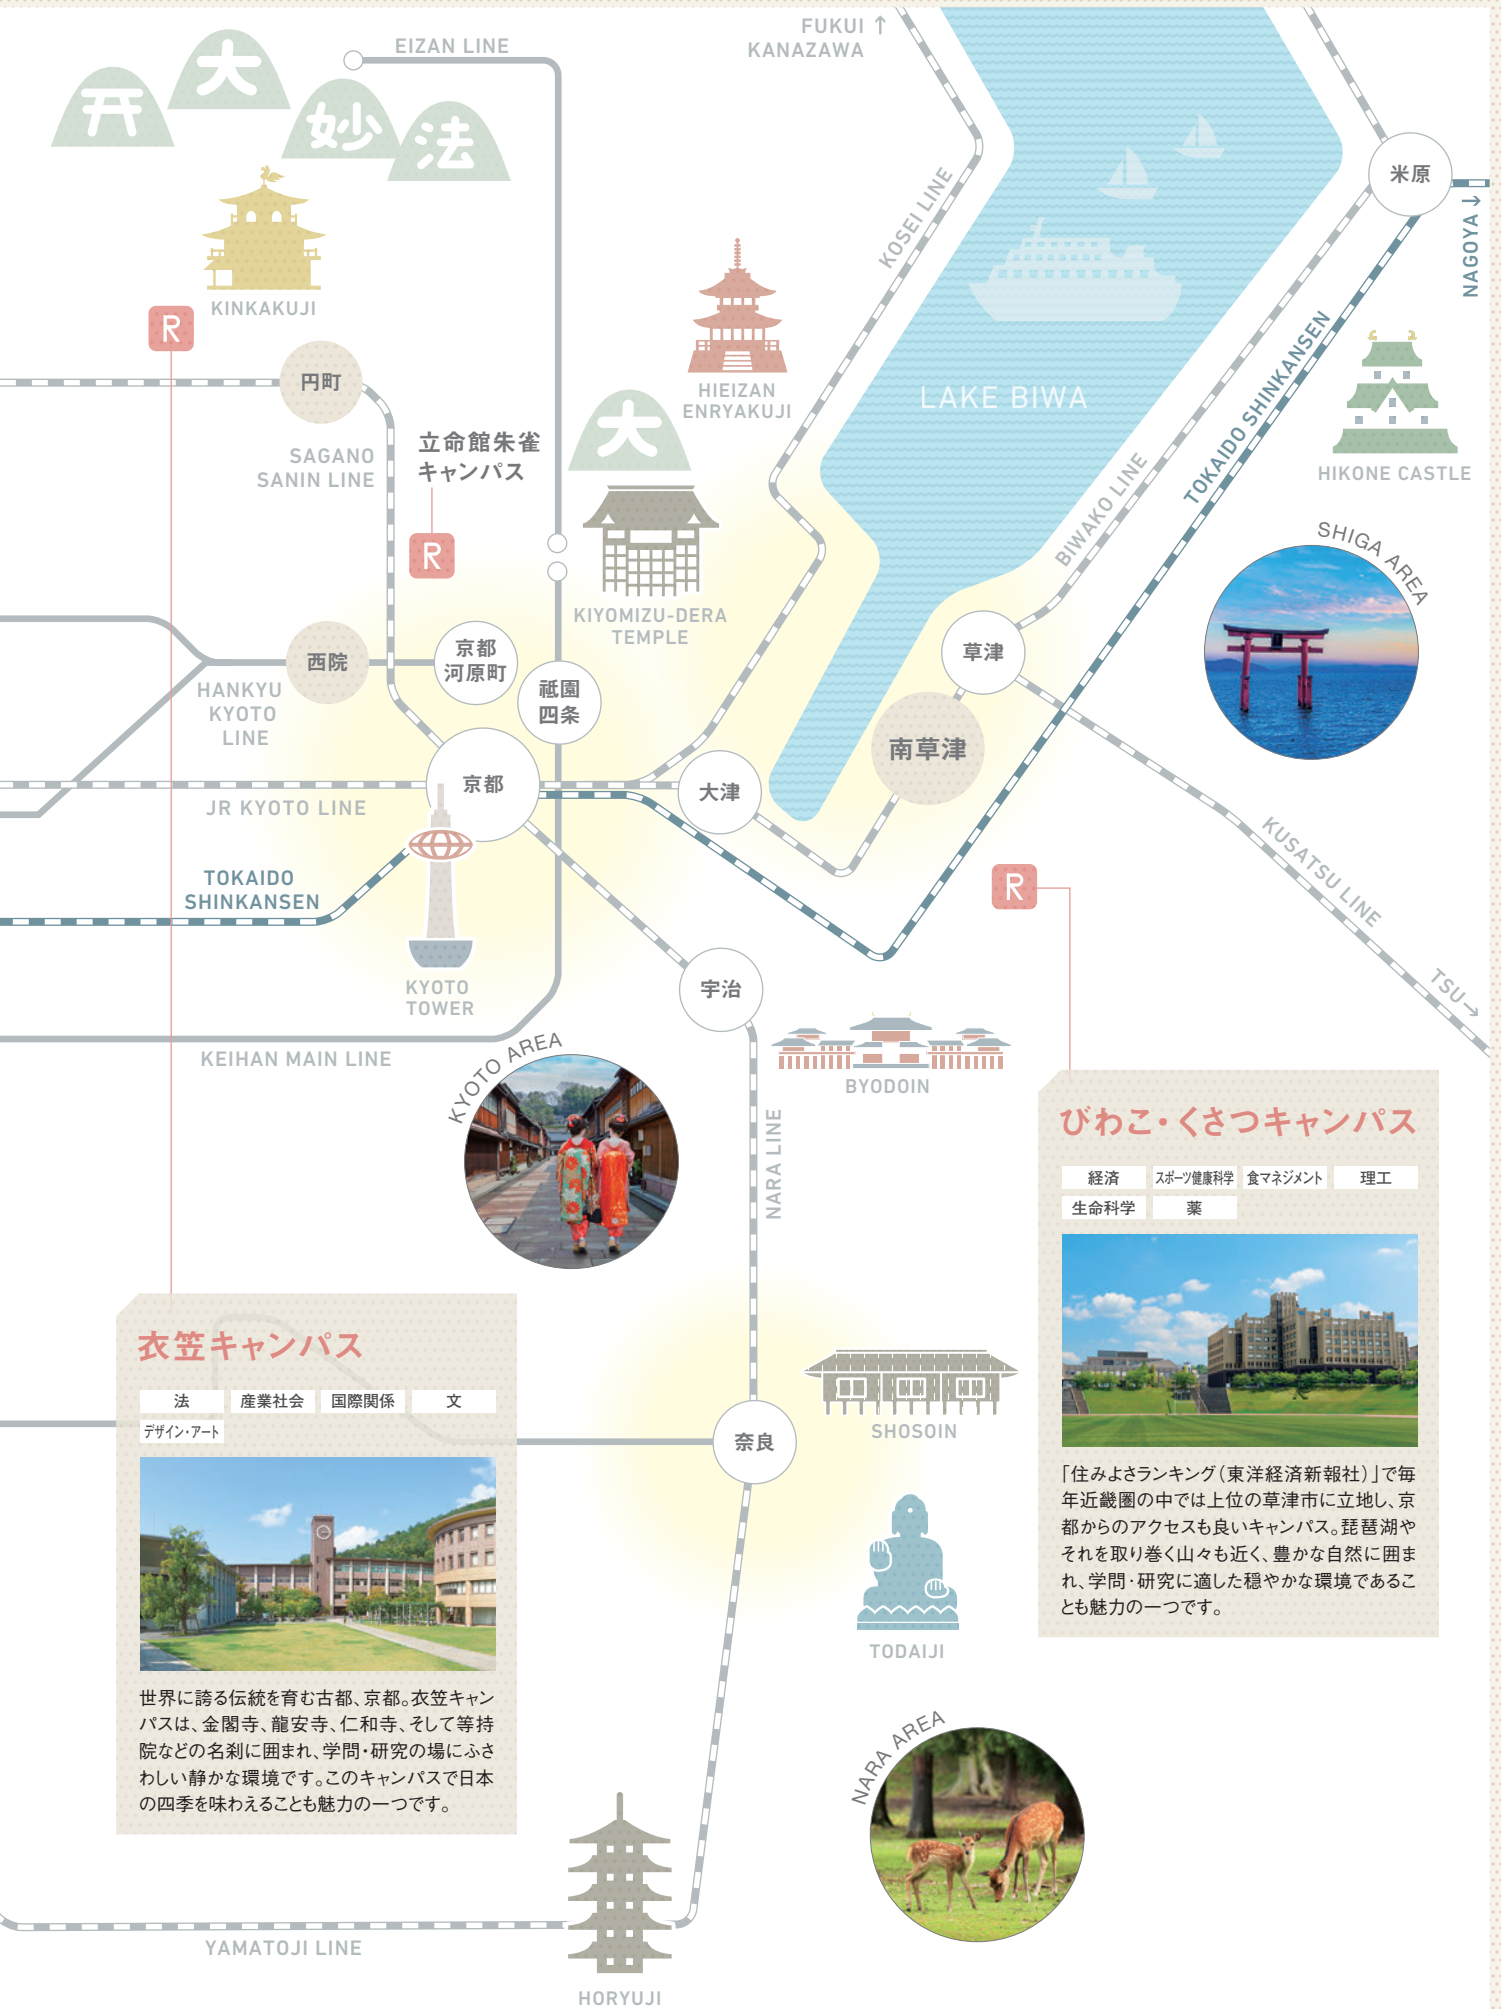 FUKUI ↑
KANAZAWA
EIZAN LINE
大
妙
法
KINKAKUJI
R
円町
SAGANO
SANIN LINE
立命館朱雀
キャンパス
R
KOSEI LINE
HIEIZAN
ENRYAKUJI
大
KIYOMIZU-DERA
TEMPLE
LAKE BIWA
米原
NAGOYA →
TOKAIDO SHINKANSEN
BIWAKO LINE
HIKONE CASTLE
SHIGA AREA
西院
京都
河原町
祇園
四条
HANKYU
KYOTO
LINE
京都
JR KYOTO LINE
TOKAIDO
SHINKANSEN
大津
草津
南草津
KUSATSU LINE
TSU→
R
KYOTO
TOWER
宇治
KEIHAN MAIN LINE
KYOTO AREA
BYODOIN
NARA LINE
びわこ・くさつキャンパス
経済 スポーツ健康科学 食マネジメント 理工
生命科学 薬
「住みよさランキング（東洋経済新報社）」で毎
年近畿圏の中では上位の草津市に立地し、京
都からのアクセスも良いキャンパス。琵琶湖や
それを取り巻く山々も近く、豊かな自然に囲ま
れ、学問・研究に適した穏やかな環境であるこ
とも魅力の一つです。
衣笠キャンパス
法 産業社会 国際関係 文
デザイン・アート
世界に誇る伝統を育む古都、京都。衣笠キャン
パスは、金閣寺、龍安寺、仁和寺、そして等持
院などの名刹に囲まれ、学問・研究の場にふさ
わしい静かな環境です。このキャンパスで日本
の四季を味わえることも魅力の一つです。
SHOSOIN
奈良
TODAIJI
NARA AREA
YAMATOJI LINE
HORYUJI